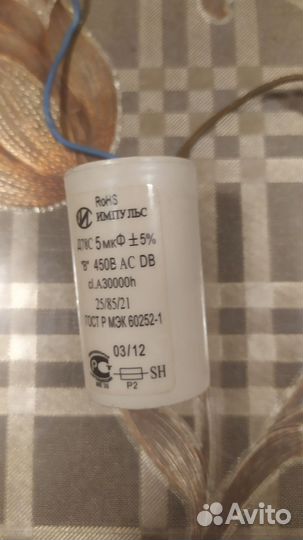 RoHS
ИМПУЛЬС
ДПС 5 мкФ ±5%
"В" 450В AC DB
cl.A30000h
25/85/21
ГОСТ Р МЭК 60252-1
03/12
SH
P2
Avito